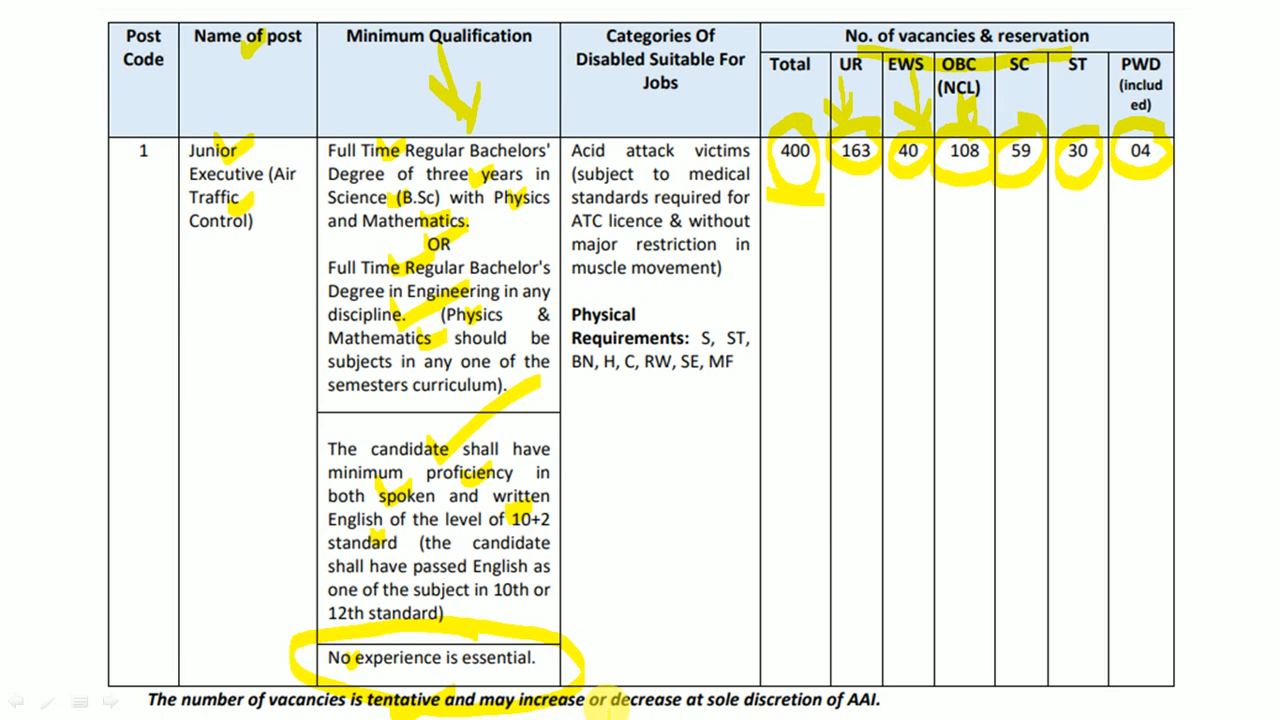 Post Code
Name of post
Minimum Qualification
Categories Of
Disabled Suitable For
Jobs
No. of vacancies & reservation
Total
UR
EWS
OBC
(NCL)
SC
ST
PWD
(includ
ed)
1
Junior
Executive (Air
Traffic
Control)
Full Time Regular Bachelors'
Degree of three years in
Science (B.Sc) with Physics
and Mathematics.
OR
Full Time Regular Bachelor's
Degree in Engineering in any
discipline. (Physics &
Mathematics should be
subjects in any one of the
semesters curriculum).
The candidate shall have
minimum proficiency in
both spoken and written
English of the level of 10+2
standard (the candidate
shall have passed English as
one of the subject in 10th or
12th standard)
No experience is essential.
Acid attack victims
(subject to medical
standards required for
ATC licence & without
major restriction in
muscle movement)
Physical
Requirements: S, ST,
BN, H, C, RW, SE, MF
400
163
40
108
59
30
04
The number of vacancies is tentative and may increase or decrease at sole discretion of AAI.